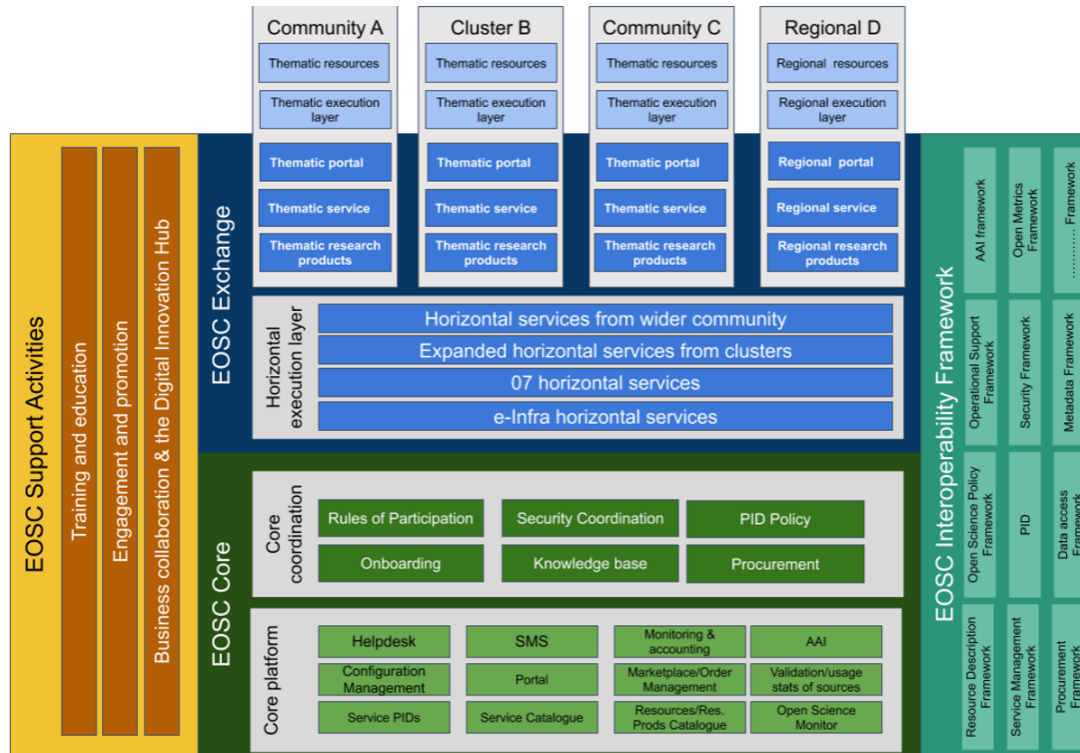 Community A
Cluster B
Community C
Regional D
Thematic resources
Thematic resources
Thematic resources
Regional resources
Thematic execution
layer
Thematic execution
layer
Thematic execution
layer
Regional execution
layer
Thematic portal
Thematic portal
Thematic portal
Regional portal
Thematic service
Thematic service
Thematic service
Regional service
Thematic research
products
Thematic research
products
Thematic research
products
Regional research
products
EOSC Support Activities
Training and education
Engagement and promotion
Business collaboration & the Digital Innovation Hub
EOSC Exchange
Horizontal
execution layer
Horizontal services from wider community
Expanded horizontal services from clusters
07 horizontal services
e-Infra horizontal services
EOSC Core
Core
coordination
Rules of Participation
Security Coordination
PID Policy
Onboarding
Knowledge base
Procurement
Core platform
Helpdesk
SMS
Monitoring &
accounting
AAI
Configuration
Management
Portal
Marketplace/Order
Management
Validation/usage
stats of sources
Service PIDs
Service Catalogue
Resources/Res.
Prods Catalogue
Open Science
Monitor
EOSC Interoperability Framework
AAI framework
Open Metrics
Framework
............ Framework
Operational Support
Framework
Security Framework
Metadata Framework
Open Science Policy
Framework
PID
Data access
Framework
Resource Description
Framework
Service Management
Framework
Procurement
Framework